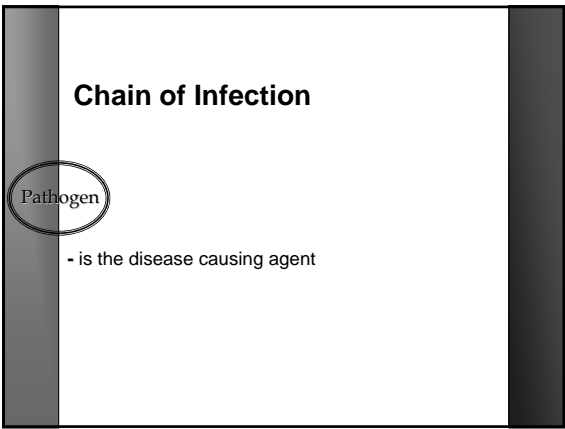 Chain of Infection
Pathogen
- is the disease causing agent